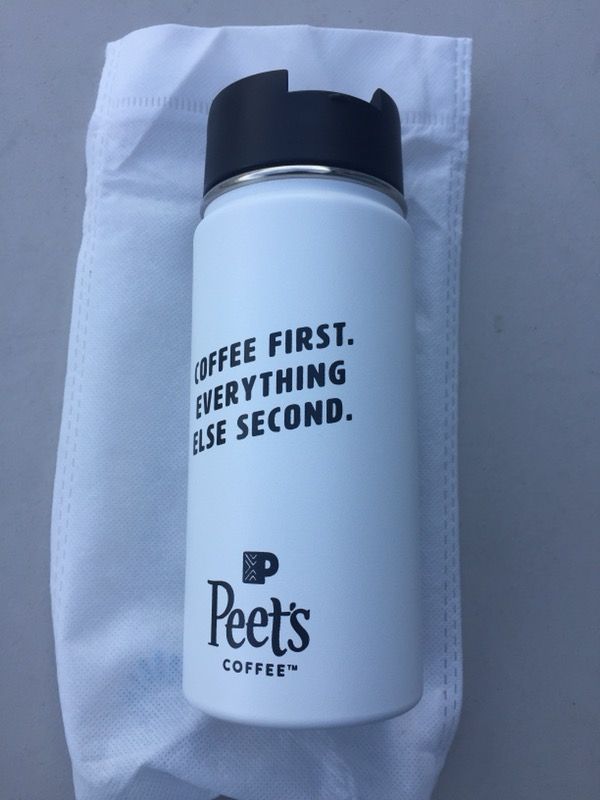 COFFEE FIRST.
EVERYTHING
ELSE SECOND.
P
Peet's
COFFEE™